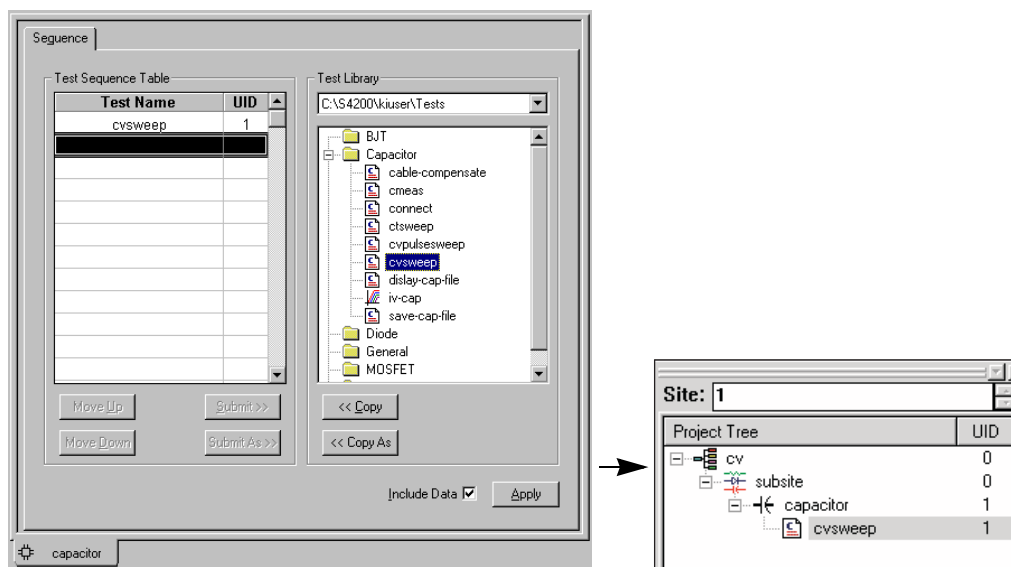 Sequence
Test Sequence Table
Test Name UID
cvsweep 1
Move Up
Submit >>
Move Down
Submit As >>
Test Library
C:\S4200\kiuser\Tests
BJT
Capacitor
cable-compensate
cmeas
connect
ctsweep
cvpulsesweep
cvsweep
dislay-cap-file
iv-cap
save-cap-file
Diode
General
MOSFET
<< Copy
<< Copy As
Include Data
Apply
capacitor
Site: 1
Project Tree UID
cv 0
subsite 0
capacitor 1
cvsweep 1